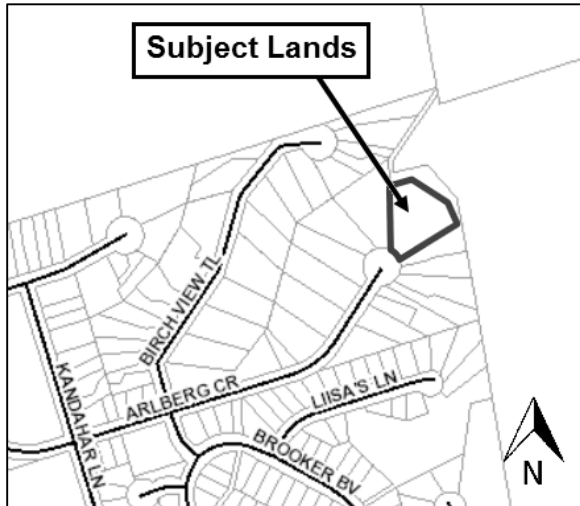 Subject Lands
BIRCH VIEW TL
KANDAHAR LN
ARLBERG CR
LIISA'S LN
BROOKER BV
N